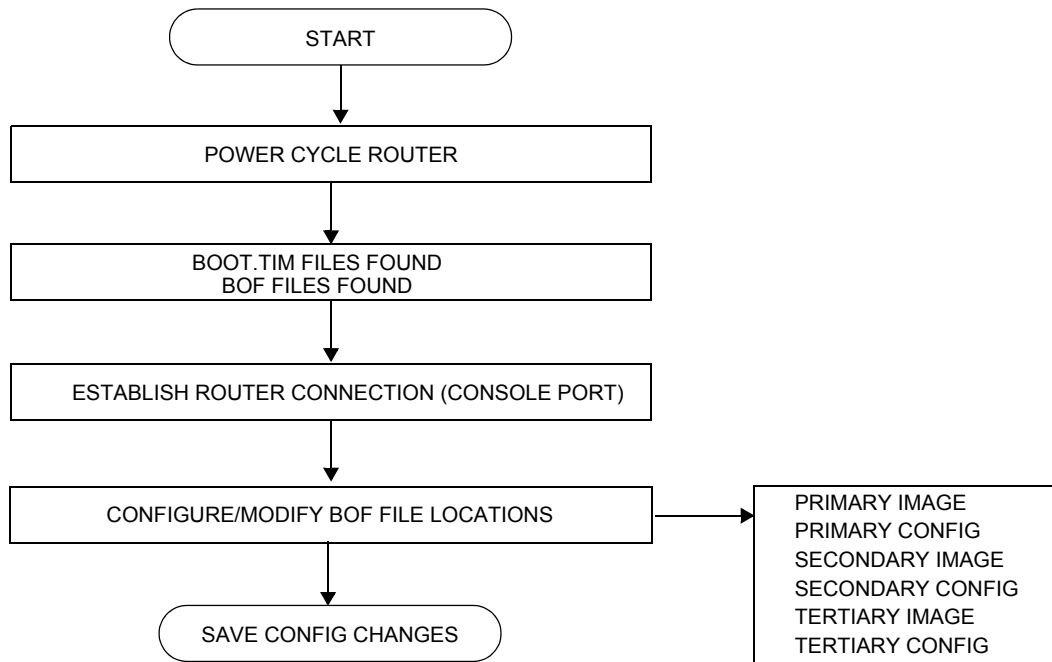 START
POWER CYCLE ROUTER
BOOT.TIM FILES FOUND
BOF FILES FOUND
ESTABLISH ROUTER CONNECTION (CONSOLE PORT)
CONFIGURE/MODIFY BOF FILE LOCATIONS
PRIMARY IMAGE
PRIMARY CONFIG
SECONDARY IMAGE
SECONDARY CONFIG
TERTIARY IMAGE
TERTIARY CONFIG
SAVE CONFIG CHANGES